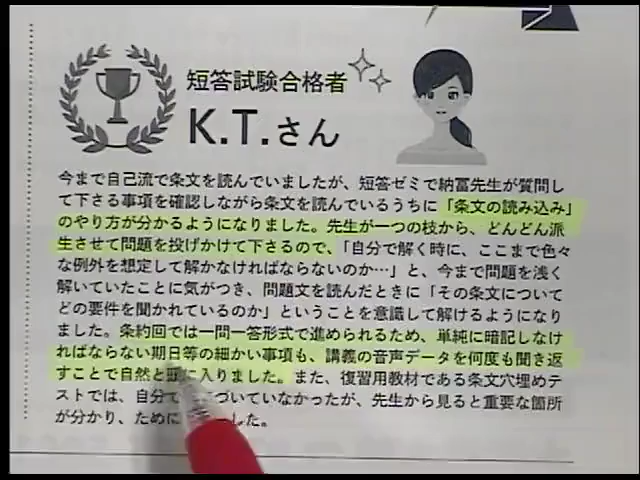 短答試験合格者
K.T.さん
今まで自己流で条文を読んでいましたが、短答ゼミで納冨先生が質問し
て下さる事項を確認しながら条文を読んでいるうちに「条文の読み込み」
のやり方が分かるようになりました。先生が一つの枝から、どんどん派
生させて問題を投げかけて下さるので、「自分で解く時に、ここまで色々
な例外を想定して解かなければならないのか…」と、今まで問題を浅く
解いていたことに気がつき、問題文を読んだときに「その条文について
どの要件を聞かれているのか」ということを意識して解けるようになり
ました。条約回では一問一答形式で進められるため、単純に暗記しなけ
ればならない期日等の細かい事項も、講義の音声データを何度も聞き返
すことで自然と頭に入りました。また、復習用教材である条文穴埋めテ
ストでは、自分で づいていなかったが、先生から見ると重要な箇所
が分かり、ために した。